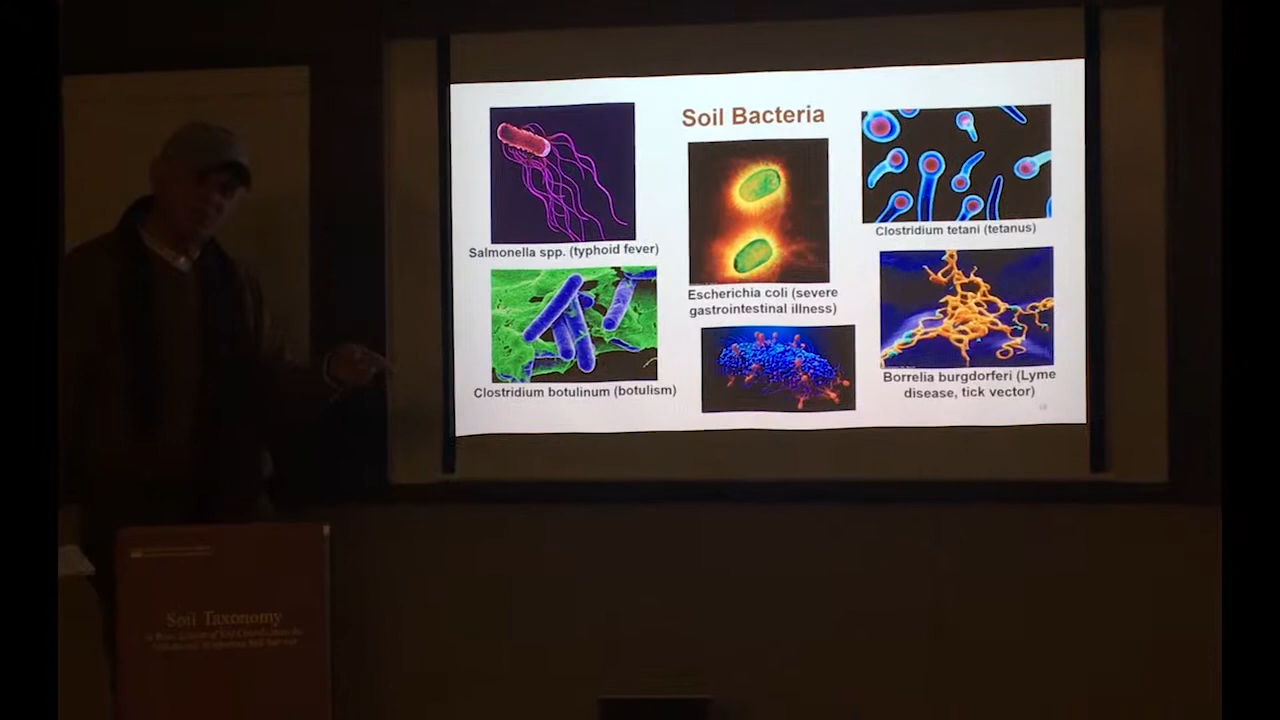 Soil Bacteria
Salmonella spp. (typhoid fever)
Clostridium tetani (tetanus)
Escherichia coli (severe
gastrointestinal illness)
Clostridium botulinum (botulism)
Borrelia burgdorferi (Lyme
disease, tick vector)
Soil Taxonomy